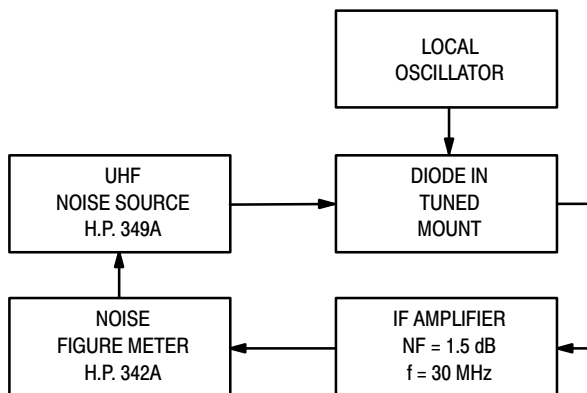 LOCAL
OSCILLATOR
UHF
NOISE SOURCE
H.P. 349A
DIODE IN
TUNED
MOUNT
NOISE
FIGURE METER
H.P. 342A
IF AMPLIFIER
NF = 1.5 dB
f = 30 MHz